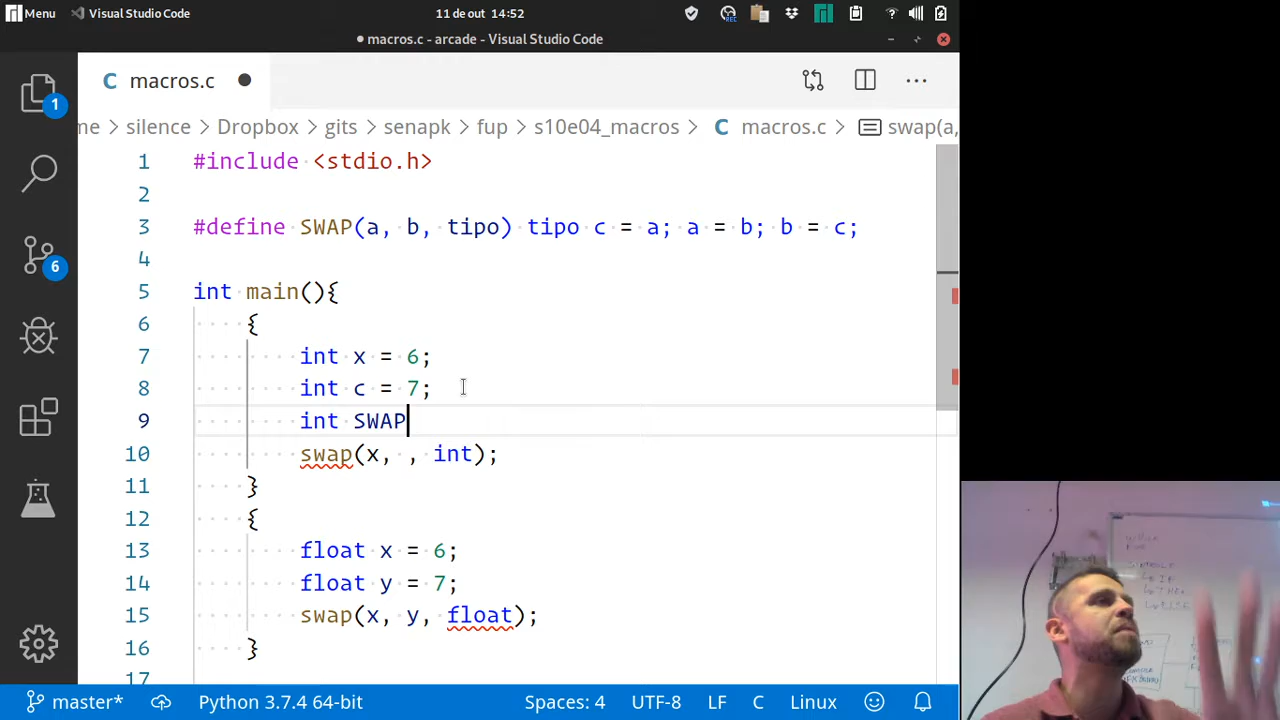 Menu
Visual Studio Code
11 de out 14:52
REC
● macros.c - arcade - Visual Studio Code
C macros.c ●
1
6
me > silence > Dropbox > gits > senapk > fup > s10e04_macros > C macros.c > swap(a,
1 #include <stdio.h>
2
3 #define SWAP(a, b, tipo) tipo c = a; a = b; b = c;
4
5 int main(){
6 {
7 int x = 6;
8 int c = 7;
9 int SWAP
10 swap(x, , int);
11 }
12 {
13 float x = 6;
14 float y = 7;
15 swap(x, y, float);
16 }
17
master*
Python 3.7.4 64-bit
Spaces: 4
UTF-8
LF
C
Linux